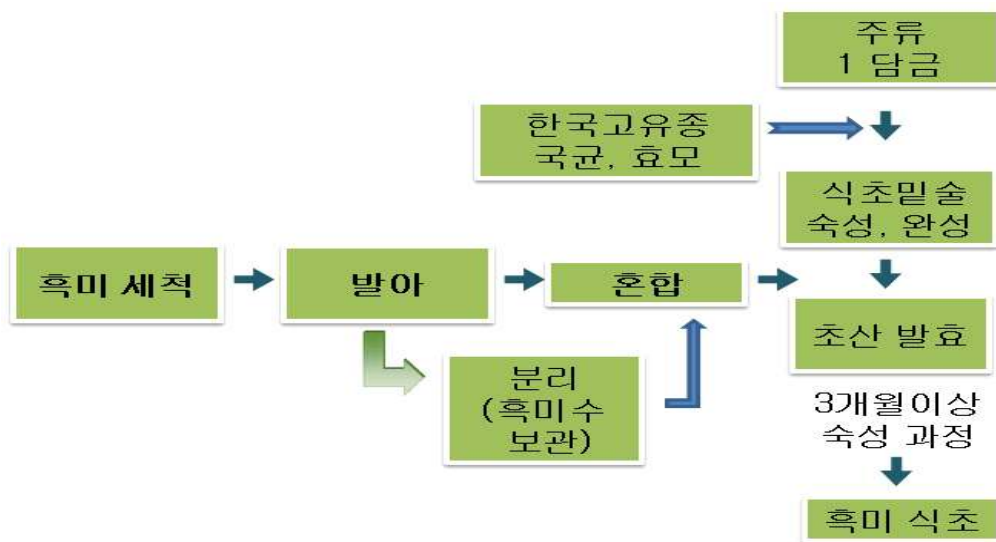 주류
1 담금
한국고유종
국균, 효모
식초밑술
숙성, 완성
흑미 세척
발아
혼합
초산 발효
분리
(흑미수
보관)
3개월이상
숙성 과정
흑미 식초